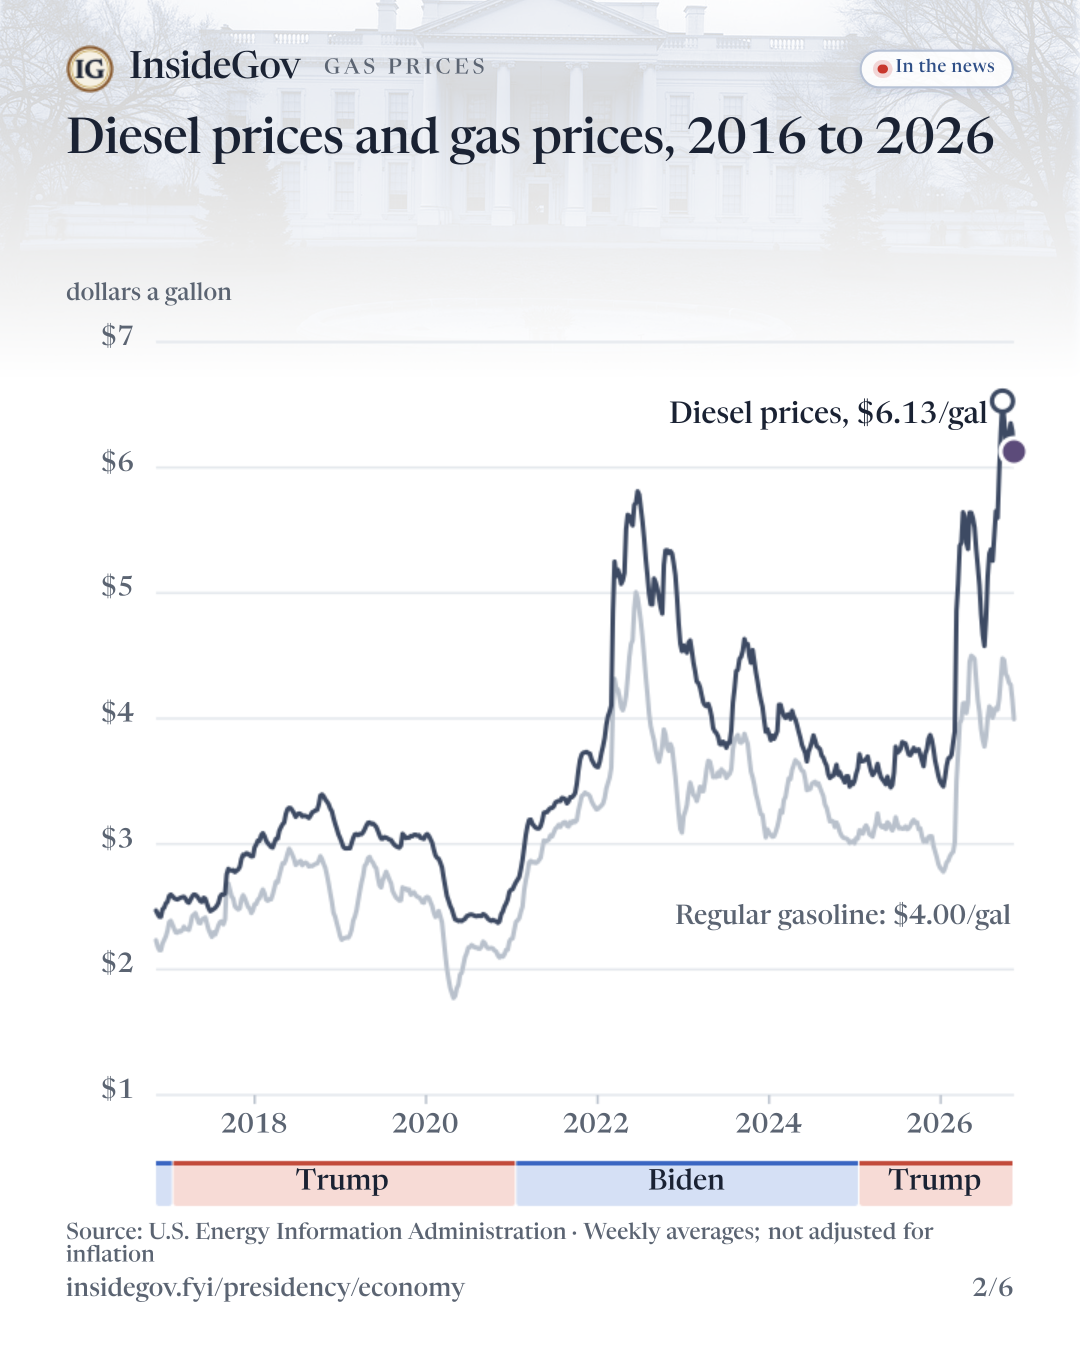 IG InsideGov GAS PRICES In the news
Diesel prices and gas prices, 2016 to 2026
dollars a gallon
$7
Diesel prices, $6.13/gal
$6
$5
$4
$3
Regular gasoline: $4.00/gal
$2
$1
2018 2020 2022 2024 2026
Trump Biden Trump
Source: U.S. Energy Information Administration · Weekly averages; not adjusted for
inflation
insidegov.fyi/presidency/economy 2/6